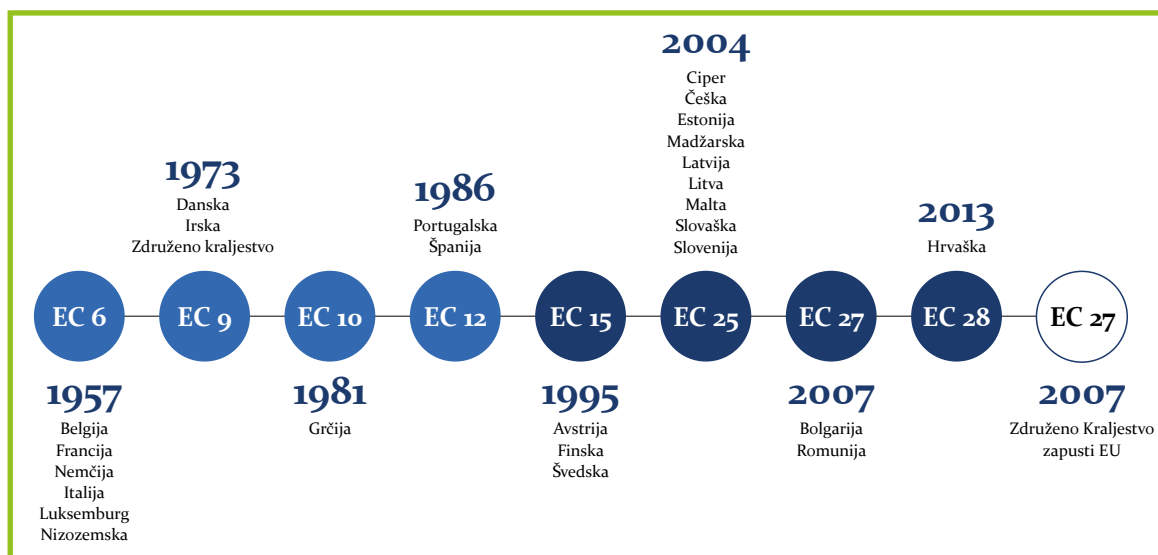 2004
Ciper
Češka
Estonija
Madžarska
Latvija
Litva
Malta
Slovaška
Slovenija
1973
Danska
Irska
Združeno kraljestvo
1986
Portugalska
Španija
2013
Hrvaška
EC 6
EC 9
EC 10
EC 12
EC 15
EC 25
EC 27
EC 28
EC 27
1957
Belgija
Francija
Nemčija
Italija
Luksemburg
Nizozemska
1981
Grčija
1995
Avstrija
Finska
Švedska
2007
Bolgarija
Romunija
2007
Združeno Kraljestvo
zapusti EU